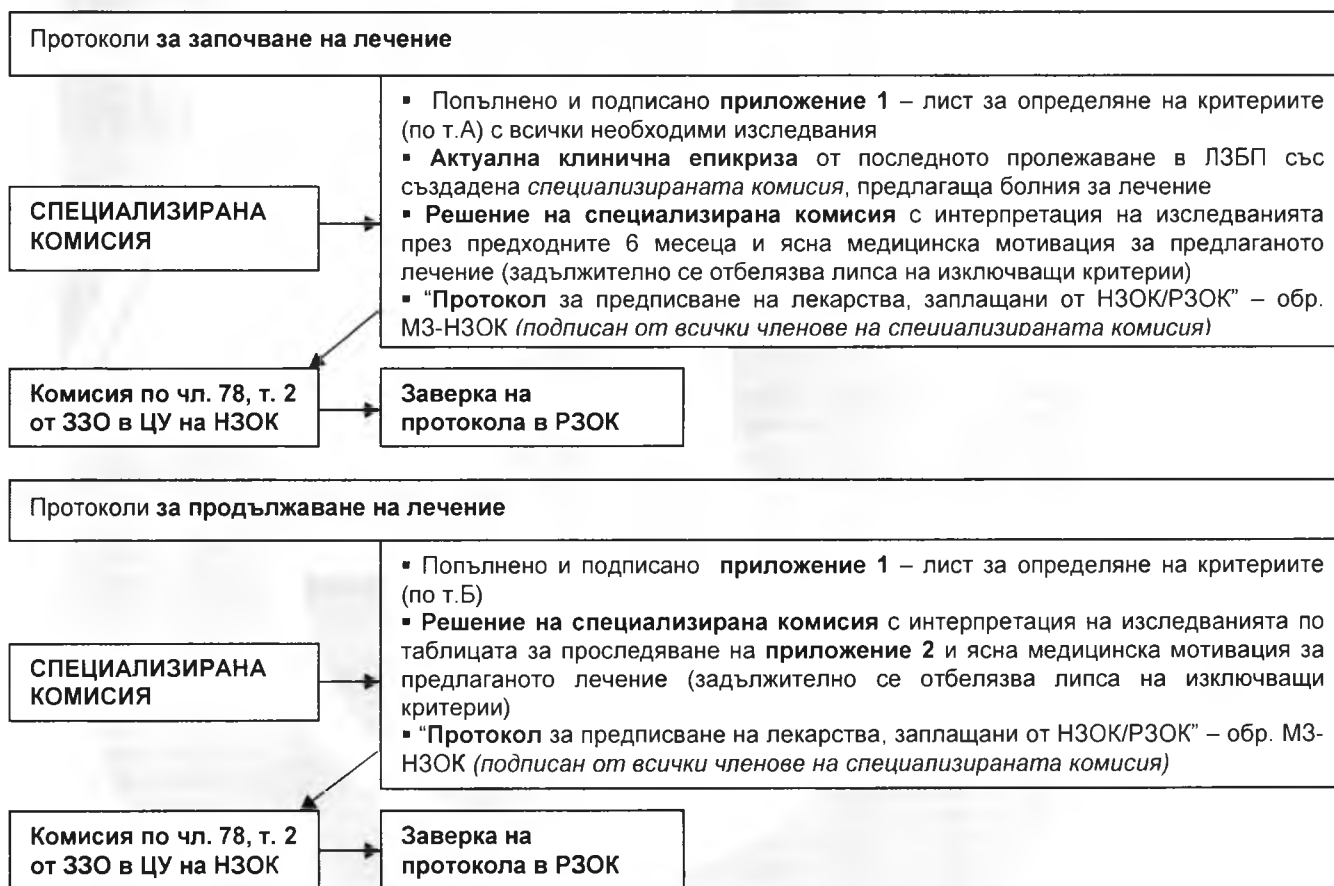 Протоколи за започване на лечение
▪ Попълнено и подписано приложение 1 – лист за определяне на критериите
(по т.А) с всички необходими изследвания
▪ Актуална клинична епикриза от последното пролежаване в ЛЗБП със
създадена специализираната комисия, предлагаща болния за лечение
▪ Решение на специализирана комисия с интерпретация на изследванията
през предходните 6 месеца и ясна медицинска мотивация за предлаганото
лечение (задължително се отбелязва липса на изключващи критерии)
▪ “Протокол за предписване на лекарства, заплащани от НЗОК/РЗОК” – обр.
МЗ-НЗОК (подписан от всички членове на специализираната комисия)
СПЕЦИАЛИЗИРАНА
КОМИСИЯ
Комисия по чл. 78, т. 2
от ЗЗО в ЦУ на НЗОК
Заверка на
протокола в РЗОК
Протоколи за продължаване на лечение
▪ Попълнено и подписано приложение 1 – лист за определяне на критериите
(по т.Б)
▪ Решение на специализирана комисия с интерпретация на изследванията по
таблицата за проследяване на приложение 2 и ясна медицинска мотивация за
предлаганото лечение (задължително се отбелязва липса на изключващи
критерии)
▪ “Протокол за предписване на лекарства, заплащани от НЗОК/РЗОК” – обр. МЗ-
НЗОК (подписан от всички членове на специализираната комисия)
СПЕЦИАЛИЗИРАНА
КОМИСИЯ
Комисия по чл. 78, т. 2
от ЗЗО в ЦУ на НЗОК
Заверка на
протокола в РЗОК